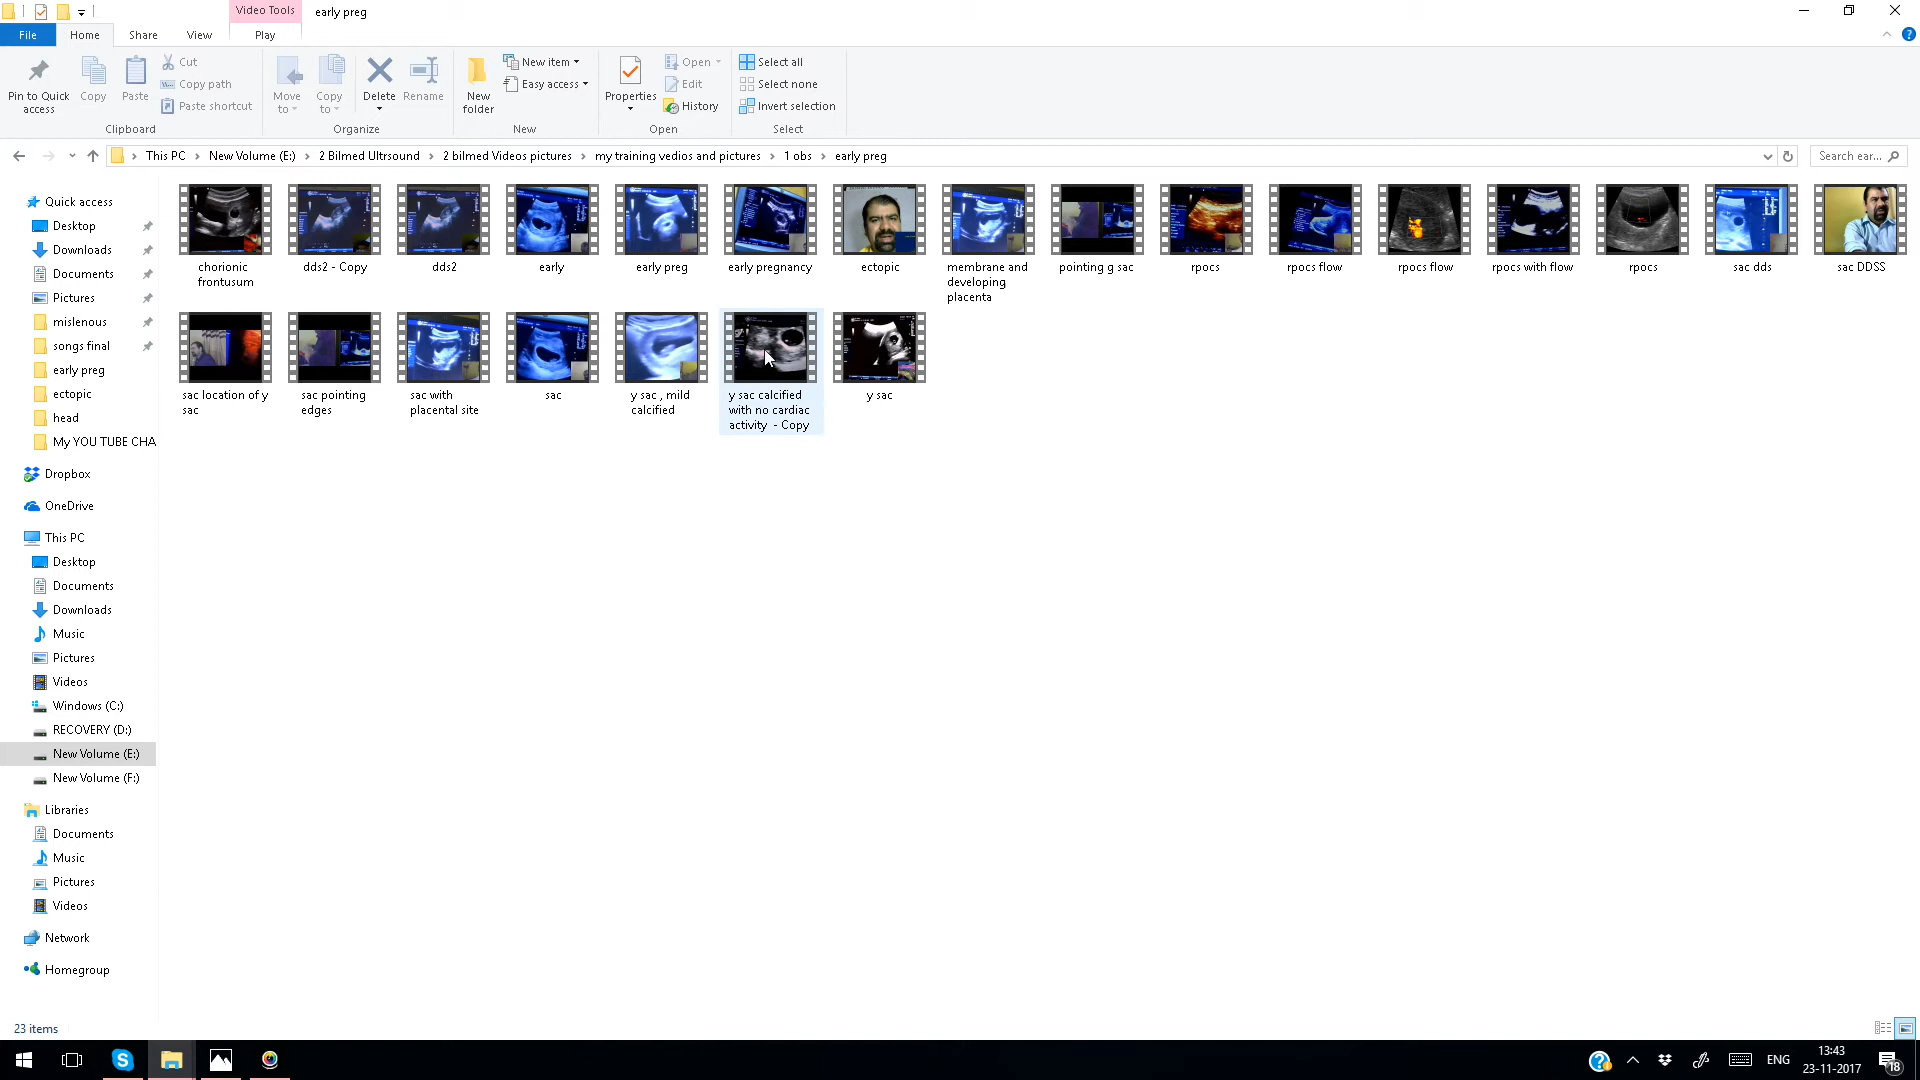 Video Tools
early preg
File
Home
Share
View
Play
Pin to Quick
access
Copy
Paste
Cut
Copy path
Paste shortcut
Clipboard
Move
to
Copy
to
Delete
Rename
Organize
New
folder
New item
Easy access
New
Properties
Open
Edit
History
Open
Select all
Select none
Invert selection
Select
This PC
New Volume (E:)
2 Bilmed Ultrsound
2 bilmed Videos pictures
my training vedios and pictures
1 obs
early preg
Search ear...
Quick access
Desktop
Downloads
Documents
Pictures
mislenous
songs final
early preg
ectopic
head
My YOU TUBE CHA
Dropbox
OneDrive
This PC
Desktop
Documents
Downloads
Music
Pictures
Videos
Windows (C:)
RECOVERY (D:)
New Volume (E:)
New Volume (F:)
Libraries
Documents
Music
Pictures
Videos
Network
Homegroup
chorionic
frontusum
dds2 - Copy
dds2
early
early preg
early pregnancy
ectopic
membrane and
developing
placenta
pointing g sac
rpocs
rpocs flow
rpocs flow
rpocs with flow
rpocs
sac dds
sac DDSS
sac location of y
sac
sac pointing
edges
sac with
placental site
sac
y sac , mild
calcified
y sac calcified
with no cardiac
activity - Copy
y sac
23 items
ENG
13:43
23-11-2017
18